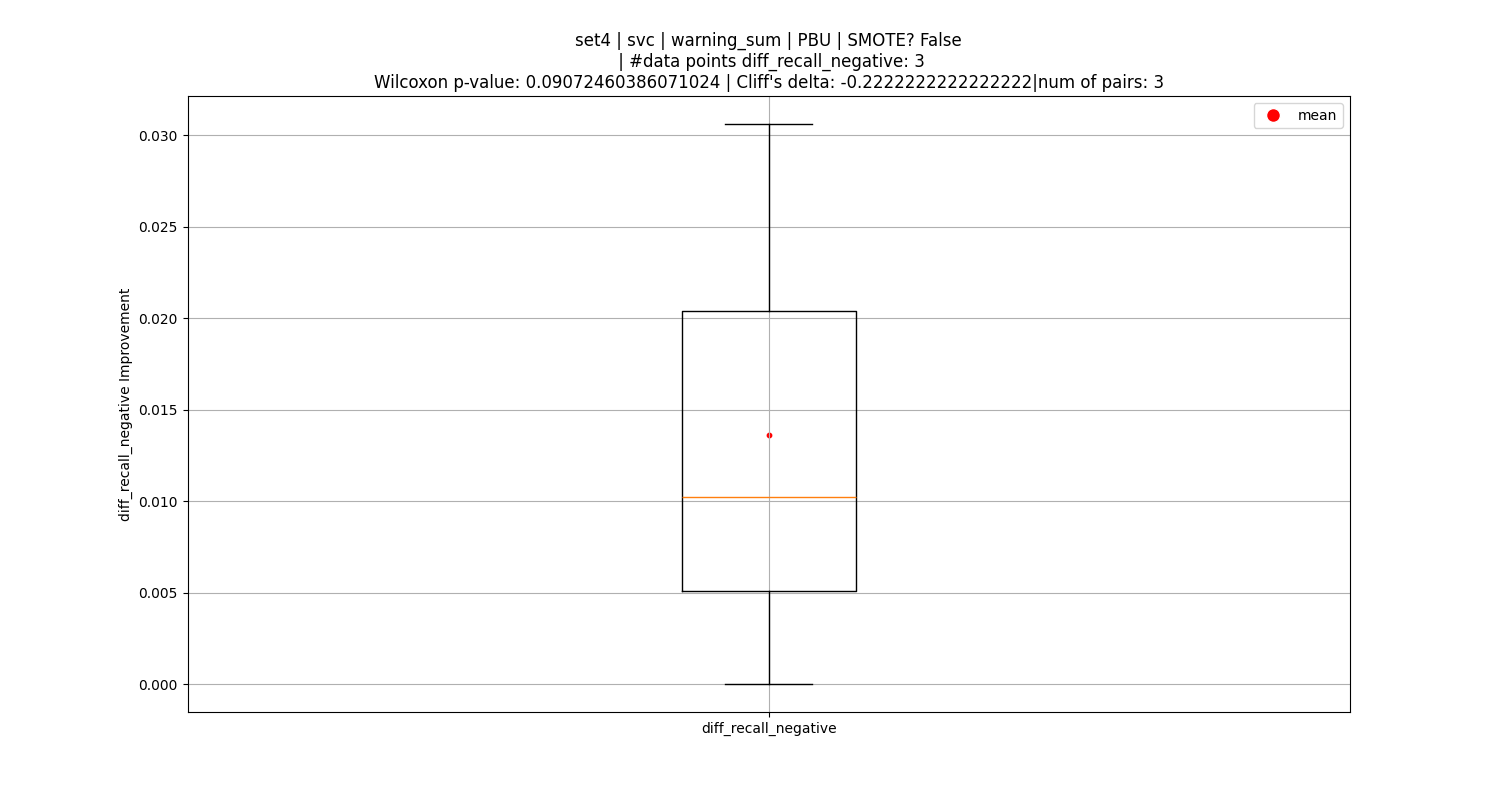 set4 | svc | warning_sum | PBU | SMOTE? False
| #data points diff_recall_negative: 3
Wilcoxon p-value: 0.09072460386071024 | Cliff's delta: -0.2222222222222222|num of pairs: 3
mean
0.030
0.025
0.020
0.015
0.010
0.005
0.000
diff_recall_negative Improvement
diff_recall_negative